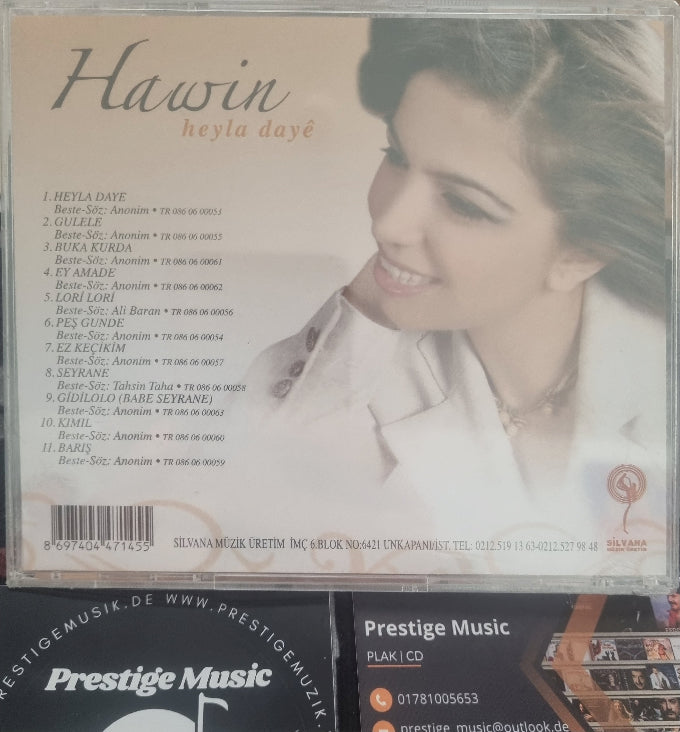 Hawin
heyla dayê
1. HEYLA DAYE
Beste-Söz: Anonim • TR 086 06 00053
2. GULELE
Beste-Söz: Anonim • TR 086 06 00055
3. BUKA KURDA
Beste-Söz: Anonim • TR 086 06 00061
4. EY AMADE
Beste-Söz: Anonim • TR 086 06 00062
5. LORİ LORİ
Beste-Söz: Ali Baran • TR 086 06 00056
6. PEŞ GUNDE
Beste-Söz: Anonim • TR 086 06 00054
7. EZ KEÇİKİM
Beste-Söz: Anonim • TR 086 06 00057
8. SEYRANE
Beste-Söz: Tahsin Taha • TR 086 06 00058
9. GİDİLOLO (BABE SEYRANE)
Beste-Söz: Anonim • TR 086 06 00063
10. KIMIL
Beste-Söz: Anonim • TR 086 06 00060
11. BARIŞ
Beste-Söz: Anonim • TR 086 06 00059
8 697404 471455
SİLVANA MÜZİK ÜRETİM İMÇ 6.BLOK NO:6421 UNKAPANI/İST. TEL: 0212.519 13 63-0212.527 98 48
SİLVANA
MÜZİK ÜRETİM
PRESTIGEMUSIK.DE WWW.PRESTIGEMUZIK.
Prestige Music
Prestige Music
PLAK | CD
01781005653
prestige_music@outlook.de